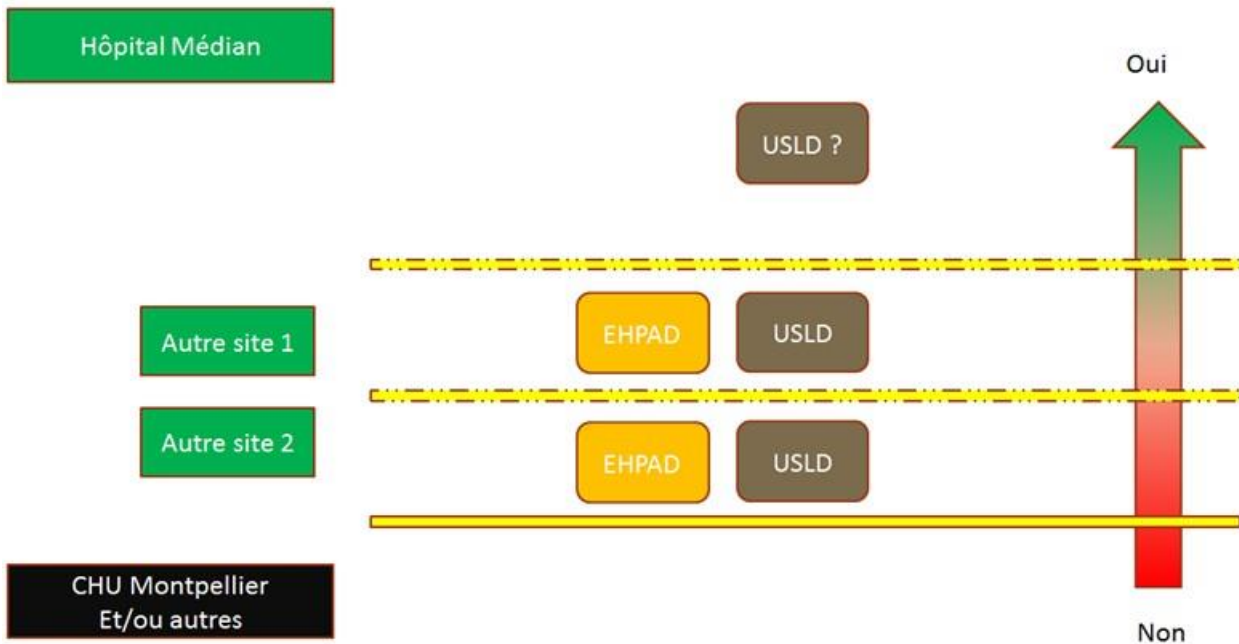 Hôpital Médian
Oui
USLD ?
Autre site 1
EHPAD
USLD
Autre site 2
EHPAD
USLD
CHU Montpellier
Et/ou autres
Non